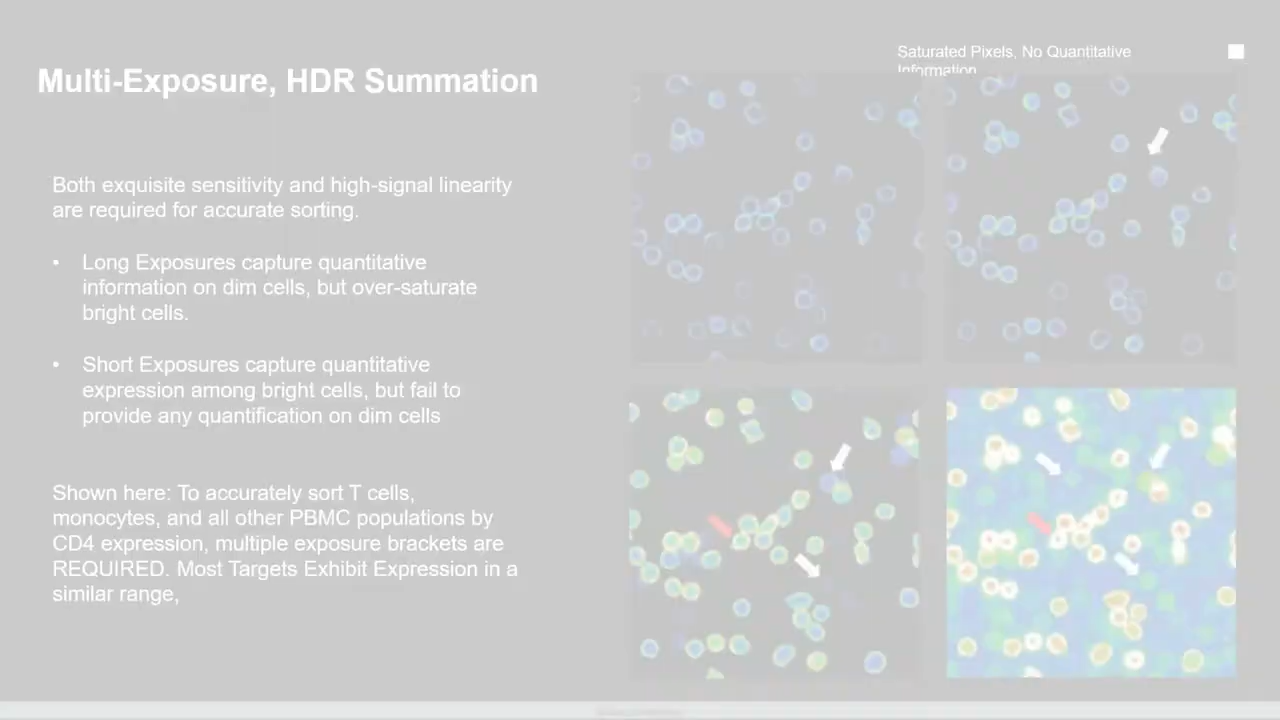 Saturated Pixels, No Quantitative
Information
Multi-Exposure, HDR Summation
Both exquisite sensitivity and high-signal linearity
are required for accurate sorting.
• Long Exposures capture quantitative
information on dim cells, but over-saturate
bright cells.
• Short Exposures capture quantitative
expression among bright cells, but fail to
provide any quantification on dim cells
Shown here: To accurately sort T cells,
monocytes, and all other PBMC populations by
CD4 expression, multiple exposure brackets are
REQUIRED. Most Targets Exhibit Expression in a
similar range,